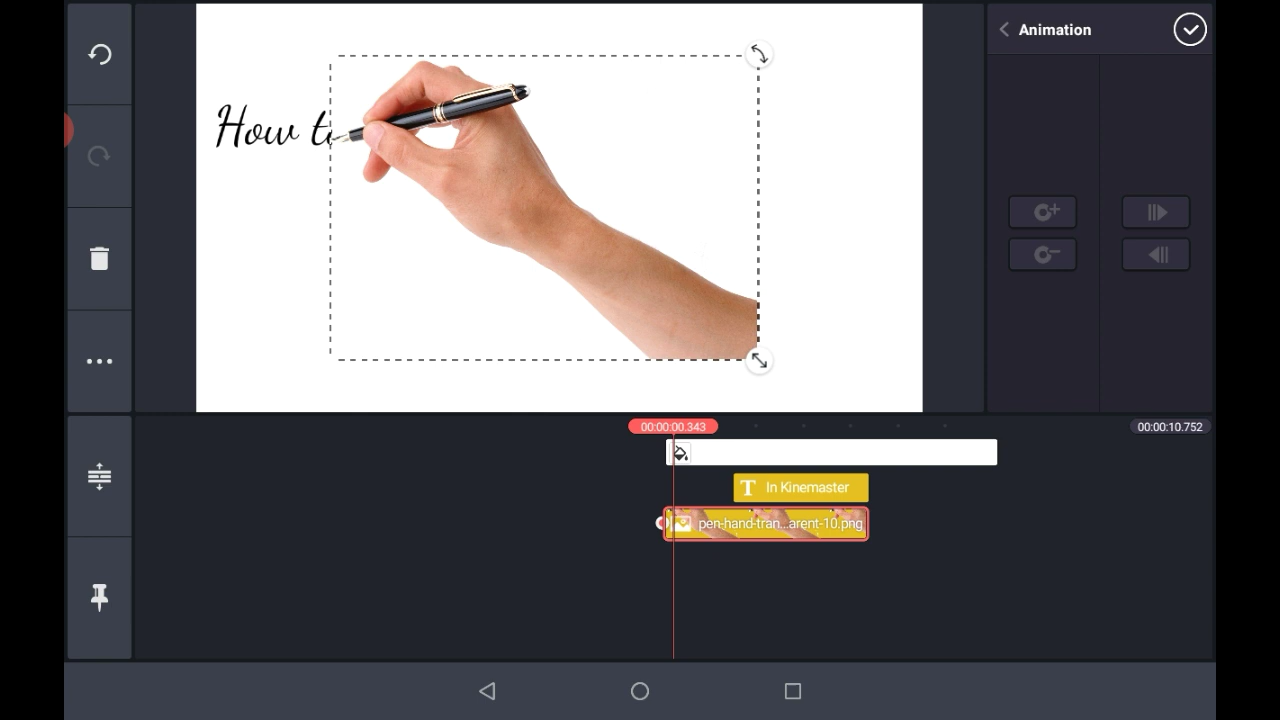 Animation
How t
00:00:00.343
00:00:10.752
T In Kinemaster
pen-hand-tran...arent-10.png